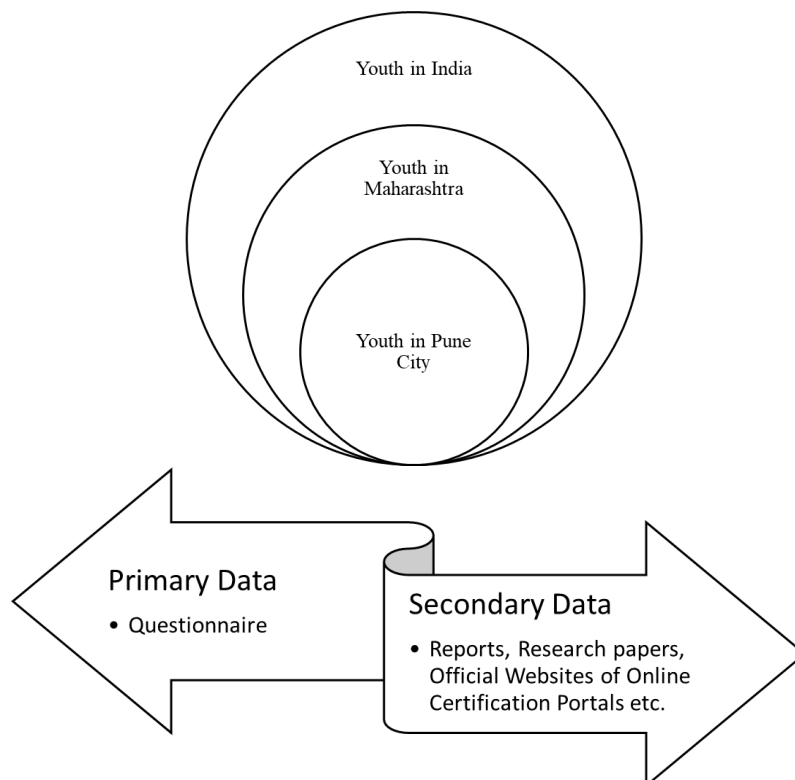 Youth in India
Youth in
Maharashtra
Youth in Pune
City
Primary Data
• Questionnaire
Secondary Data
• Reports, Research papers,
Official Websites of Online
Certification Portals etc.